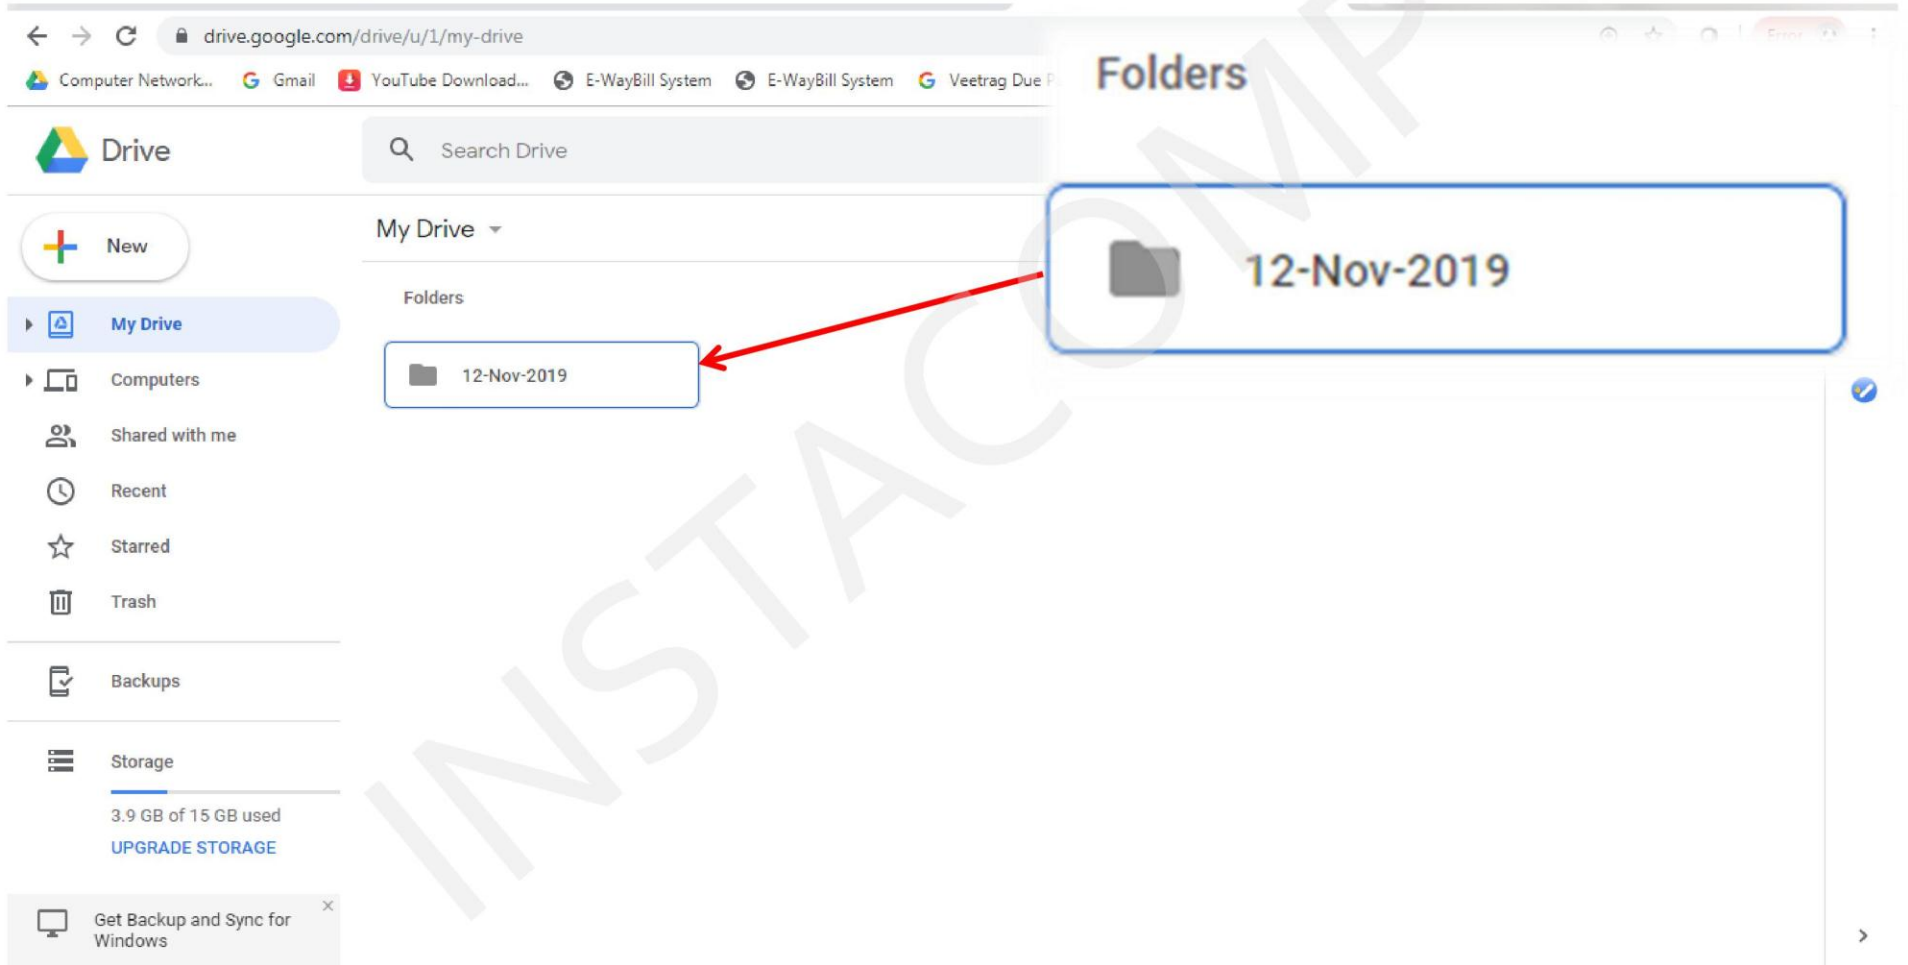 drive.google.com/drive/u/1/my-drive
Computer Network... Gmail YouTube Download... E-WayBill System E-WayBill System Veetrag Due
Drive
Search Drive
New
My Drive
Computers
Shared with me
Recent
Starred
Trash
Backups
Storage
3.9 GB of 15 GB used
UPGRADE STORAGE
Get Backup and Sync for
Windows
My Drive
Folders
12-Nov-2019
Folders
12-Nov-2019
Error
INSTACOMP